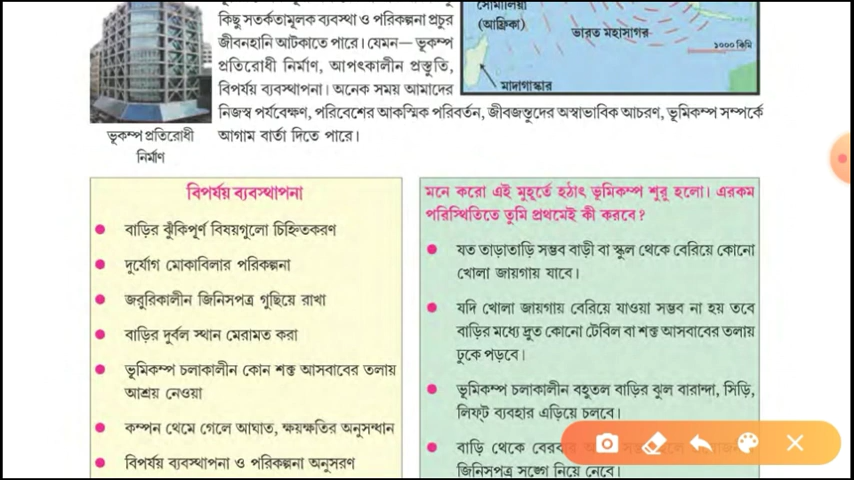 কিছু সতর্কতামূলক ব্যবস্থা ও পরিকল্পনা প্রচুর
জীবনহানি আটকাতে পারে। যেমন— ভূকম্প
প্রতিরোধী নির্মাণ, আপৎকালীন প্রস্তুতি,
বিপর্যয় ব্যবস্থাপনা। অনেক সময় আমাদের
নিজস্ব পর্যবেক্ষণ, পরিবেশের আকস্মিক পরিবর্তন, জীবজন্তুদের অস্বাভাবিক আচরণ, ভূমিকম্প সম্পর্কে
আগাম বার্তা দিতে পারে।
ভূকম্প প্রতিরোধী
নির্মাণ
সোমালিয়া
(আফ্রিকা)
ভারত মহাসাগর
১০০০ কিমি
মাদাগাস্কার
বিপর্যয় ব্যবস্থাপনা
বাড়ির ঝুঁকিপূর্ণ বিষয়গুলো চিহ্নিতকরণ
দুর্যোগ মোকাবিলার পরিকল্পনা
জরুরিকালীন জিনিসপত্র গুছিয়ে রাখা
বাড়ির দুর্বল স্থান মেরামত করা
ভূমিকম্প চলাকালীন কোন শক্ত আসবাবের তলায়
আশ্রয় নেওয়া
কম্পন থেমে গেলে আঘাত, ক্ষয়ক্ষতির অনুসন্ধান
বিপর্যয় ব্যবস্থাপনা ও পরিকল্পনা অনুসরণ
মনে করো এই মুহূর্তে হঠাৎ ভূমিকম্প শুরু হলো। এরকম
পরিস্থিতিতে তুমি প্রথমেই কী করবে?
যত তাড়াতাড়ি সম্ভব বাড়ী বা স্কুল থেকে বেরিয়ে কোনো
খোলা জায়গায় যাবে।
যদি খোলা জায়গায় বেরিয়ে যাওয়া সম্ভব না হয় তবে
বাড়ির মধ্যে দ্রুত কোনো টেবিল বা শক্ত আসবাবের তলায়
ঢুকে পড়বে।
ভূমিকম্প চলাকালীন বহুতল বাড়ির ঝুল বারান্দা, সিড়ি,
লিফ্‌ট ব্যবহার এড়িয়ে চলবে।
বাড়ি থেকে
জিনিসপত্র সঙ্গে নিয়ে নেবে।